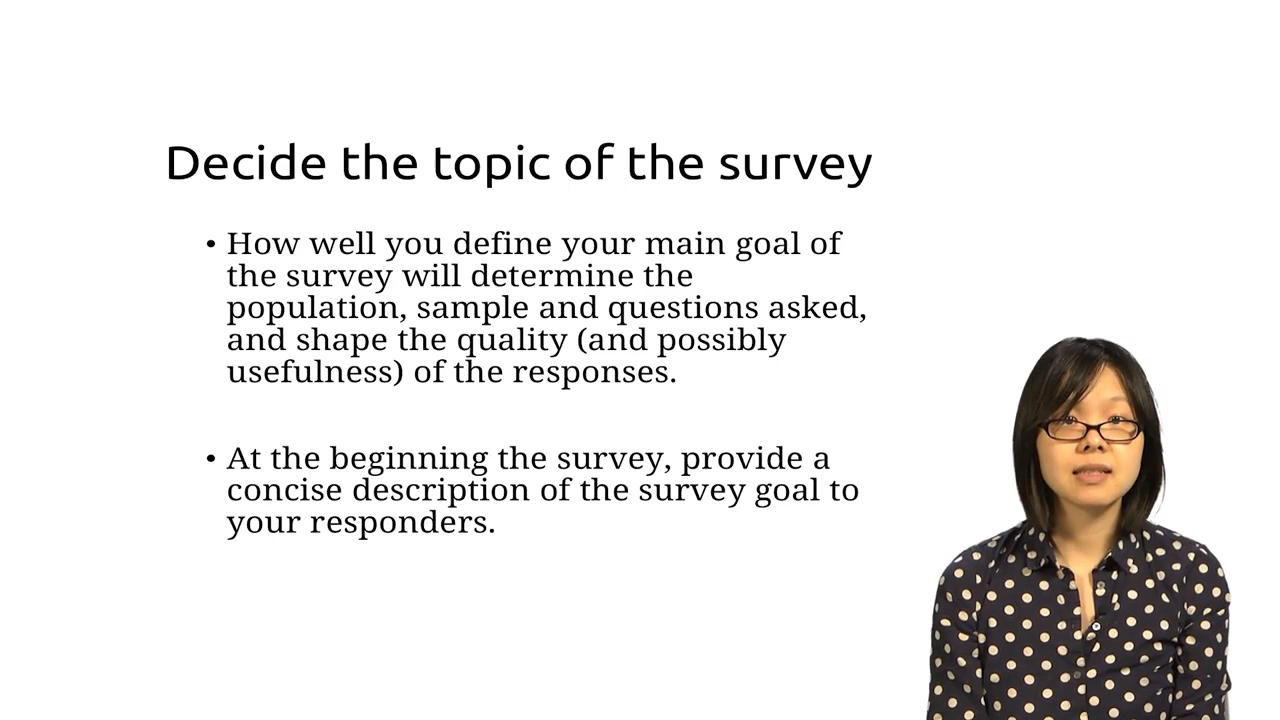 Decide the topic of the survey
• How well you define your main goal of
the survey will determine the
population, sample and questions asked,
and shape the quality (and possibly
usefulness) of the responses.
• At the beginning the survey, provide a
concise description of the survey goal to
your responders.